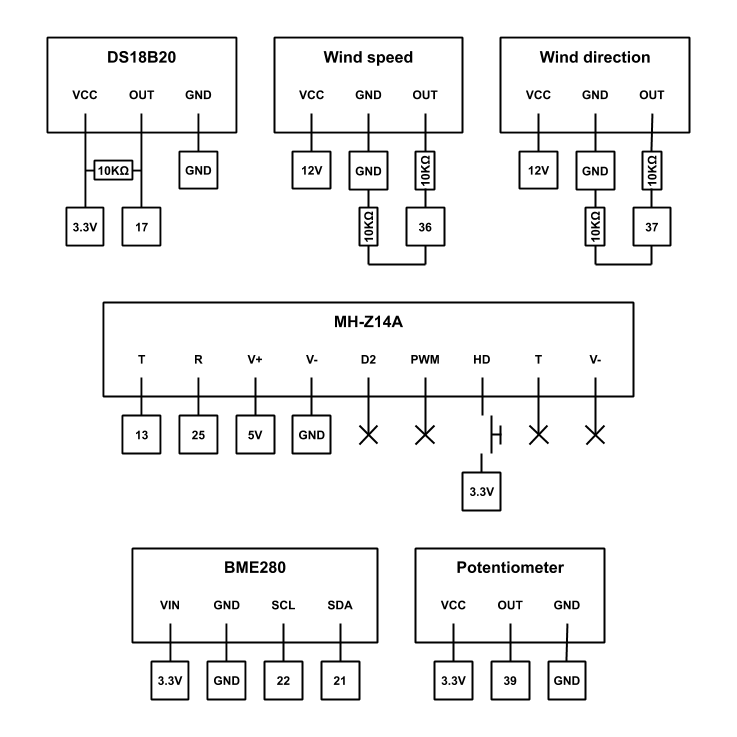 DS18B20
VCC OUT GND
10KΩ
GND
3.3V
17
Wind speed
VCC GND OUT
12V
GND
10KΩ
10KΩ
36
Wind direction
VCC GND OUT
12V
GND
10KΩ
10KΩ
37
MH-Z14A
T R V+ V- D2 PWM HD T V-
13 25 5V GND
3.3V
BME280
VIN GND SCL SDA
3.3V GND 22 21
Potentiometer
VCC OUT GND
3.3V 39 GND